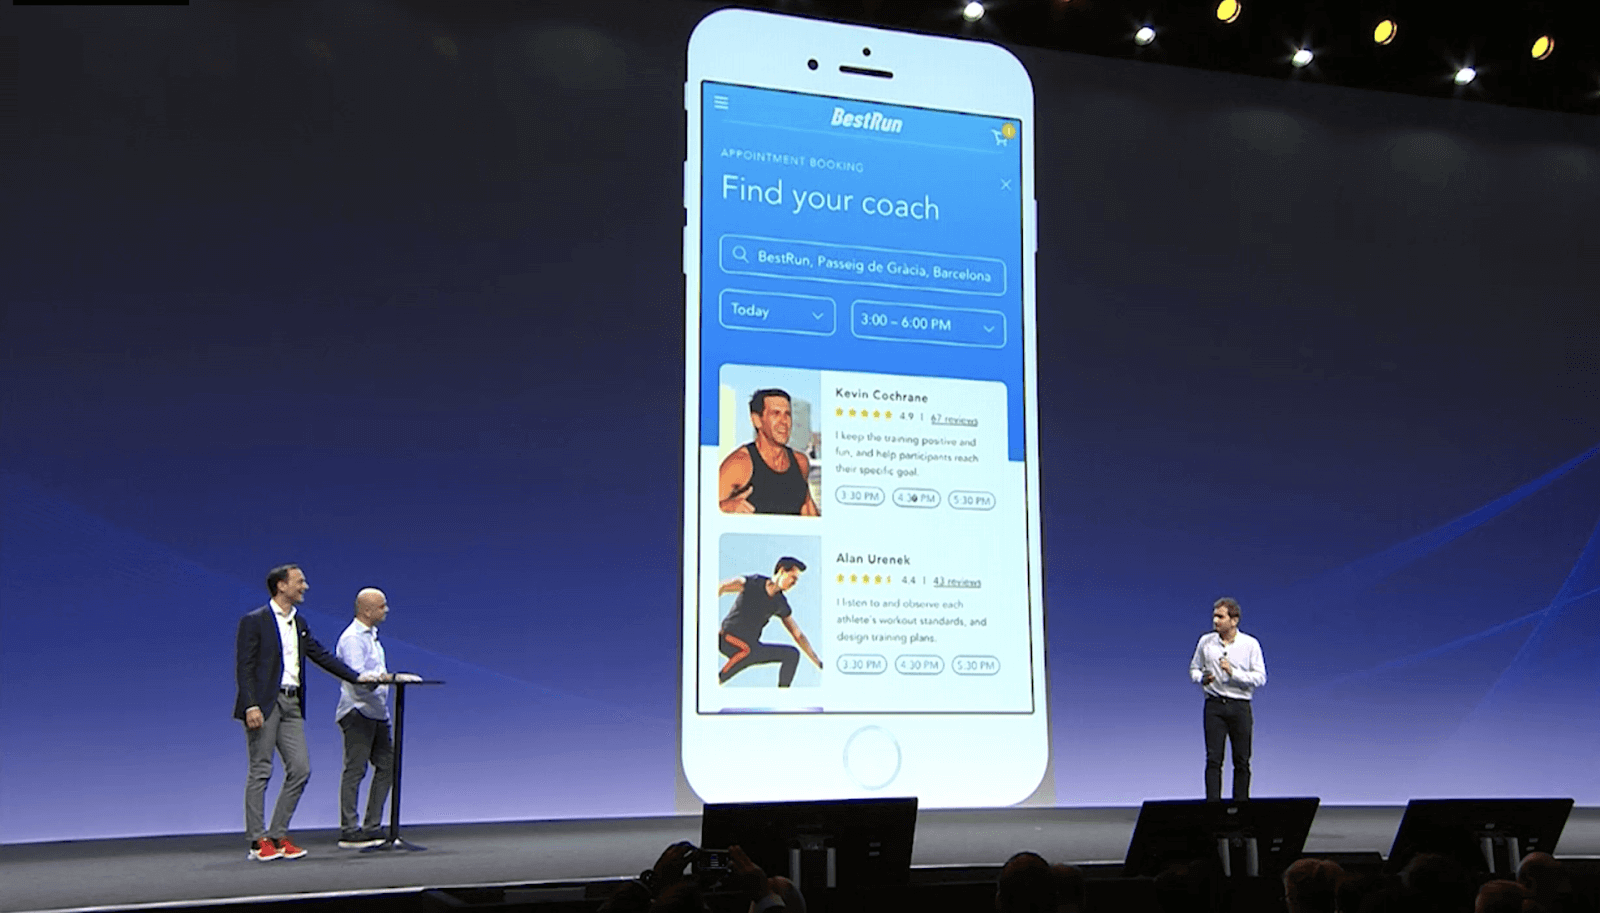 BestRun
1
APPOINTMENT BOOKING
Find your coach
BestRun, Passeig de Gràcia, Barcelona
Today
3:00 – 6:00 PM
Kevin Cochrane
4.9 | 67 reviews
I keep the training positive and
fun, and help participants reach
their specific goal.
3:30 PM 4:30 PM 5:30 PM
Alan Urenek
4.4 | 43 reviews
I listen to and observe each
athlete's workout standards, and
design training plans.
3:30 PM 4:30 PM 5:30 PM